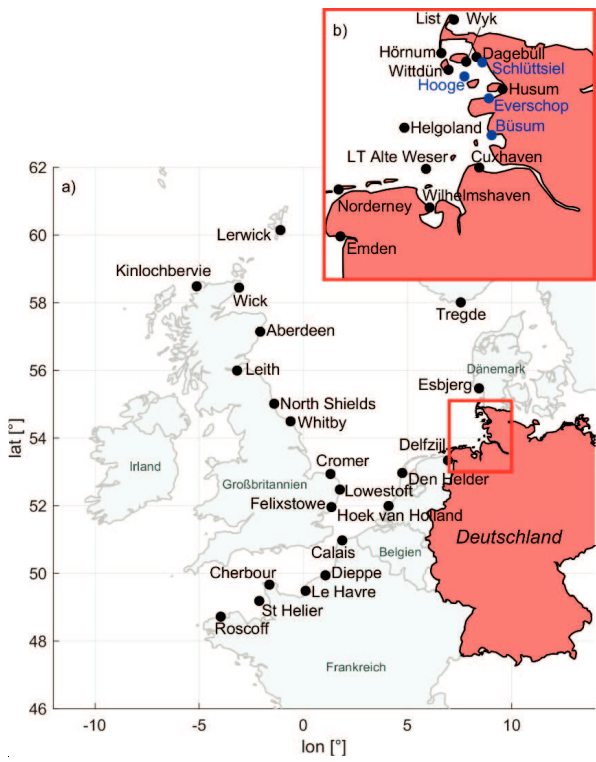 b)
List
Wyk
Hörnum
Dagebüll
Wittdün
Schlüttsiel
Hooge
Husum
Everschop
Helgoland
Büsum
LT Alte Weser
Cuxhaven
Norderney
Wilhelmshaven
Emden
62
a)
60
Lerwick
Kinlochbervie
58
Wick
Tregde
Aberdeen
56
Leith
Dänemark
Esbjerg
North Shields
Whitby
54
Delfzijl
Irland
Cromer
Großbritannien
Lowestoft
Den Helder
52
Felixstowe
Hoek van Holland
Deutschland
Calais
Belgien
50
Cherbour
Dieppe
Le Havre
St Helier
Roscoff
48
Frankreich
46
lat [°]
-10 -5 0 5 10
lon [°]